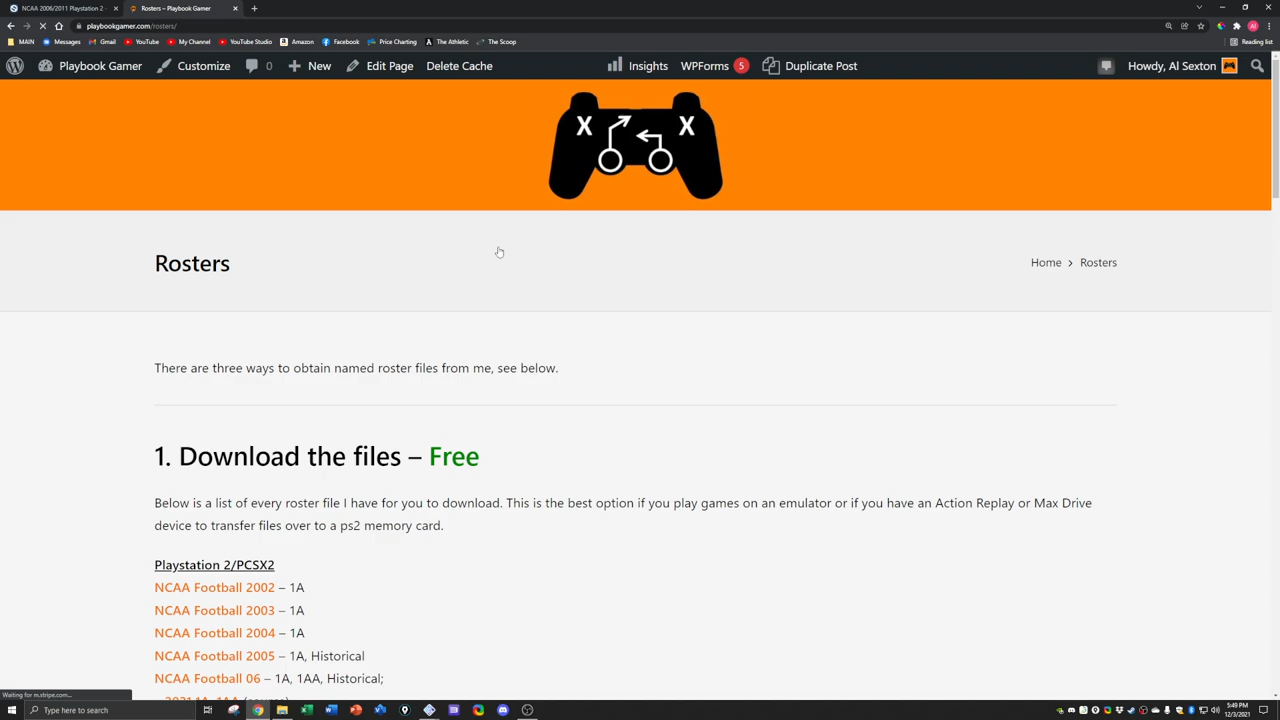 NCAA 2006/2011 Playstation 2 -
Rosters – Playbook Gamer
playbookgamer.com/rosters/
MAIN Messages Gmail YouTube My Channel YouTube Studio Amazon Facebook Price Charting The Athletic The Scoop Reading list
Playbook Gamer Customize 0 New Edit Page Delete Cache Insights WPForms 5 Duplicate Post Howdy, Al Sexton
X X
Rosters
Home > Rosters
There are three ways to obtain named roster files from me, see below.
1. Download the files – Free
Below is a list of every roster file I have for you to download. This is the best option if you play games on an emulator or if you have an Action Replay or Max Drive
device to transfer files over to a ps2 memory card.
Playstation 2/PCSX2
NCAA Football 2002 – 1A
NCAA Football 2003 – 1A
NCAA Football 2004 – 1A
NCAA Football 2005 – 1A, Historical
NCAA Football 06 – 1A, 1AA, Historical;
Waiting for m.stripe.com...
Type here to search
5:49 PM
12/3/2021